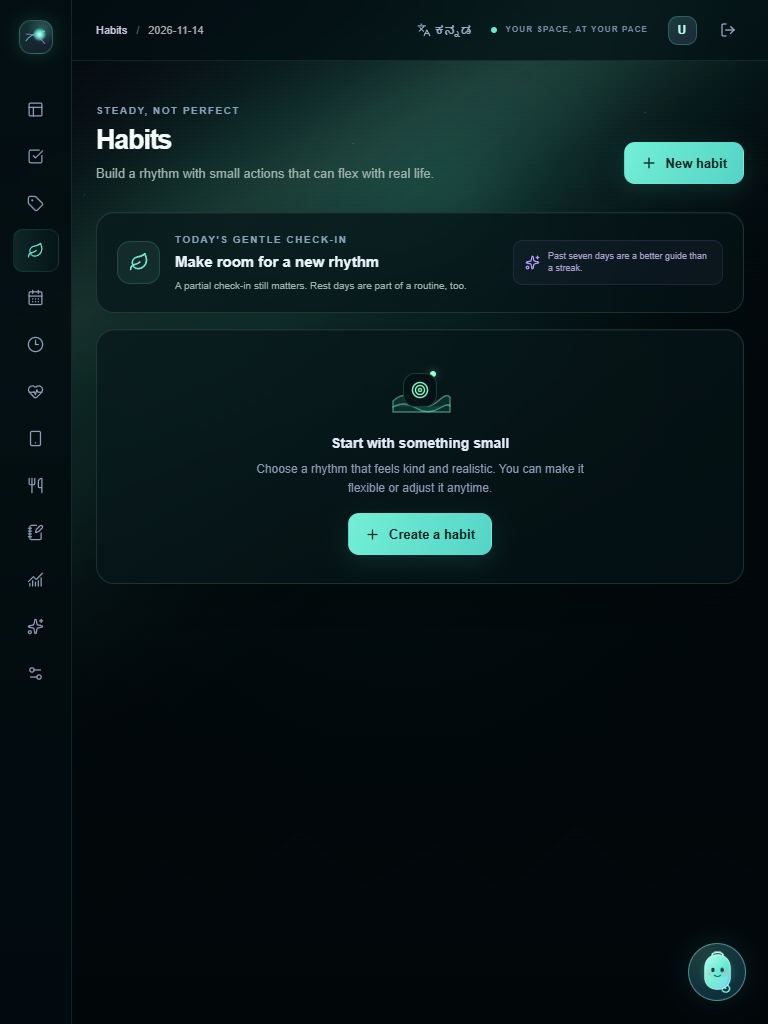 Habits / 2026-11-14
ಕನ್ನಡ
YOUR SPACE, AT YOUR PACE
U
STEADY, NOT PERFECT
Habits
Build a rhythm with small actions that can flex with real life.
New habit
TODAY'S GENTLE CHECK-IN
Make room for a new rhythm
A partial check-in still matters. Rest days are part of a routine, too.
Past seven days are a better guide than
a streak.
Start with something small
Choose a rhythm that feels kind and realistic. You can make it
flexible or adjust it anytime.
Create a habit